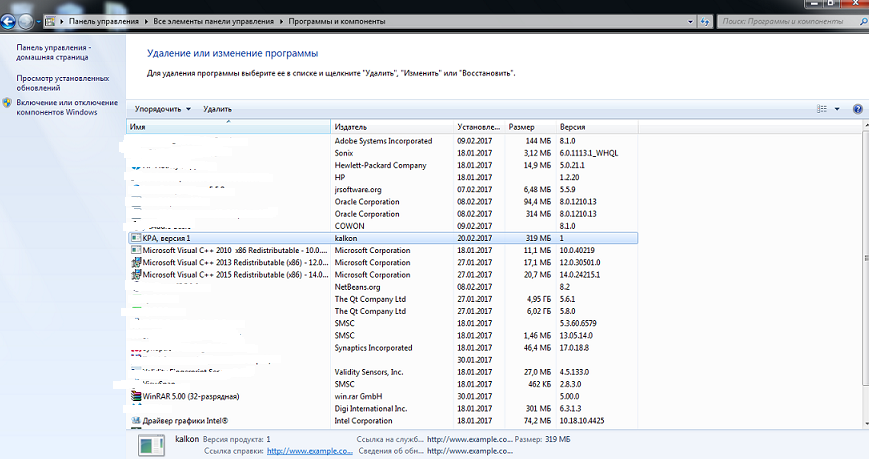 Панель управления Все элементы панели управления Программы и компоненты
Поиск: Программы и компоненты
Панель управления - домашняя страница
Просмотр установленных обновлений
Включение или отключение компонентов Windows
Удаление или изменение программы
Для удаления программы выберите ее в списке и щелкните "Удалить", "Изменить" или "Восстановить".
Упорядочить Удалить
Имя Издатель Установле... Размер Версия
Adobe Systems Incorporated 09.02.2017 144 МБ 8.1.0
Sonix 18.01.2017 3,12 МБ 6.0.1113.1_WHQL
Hewlett-Packard Company 18.01.2017 14,9 МБ 5.0.21.1
HP 18.01.2017 1.2.20
jrsoftware.org 07.02.2017 6,48 МБ 5.5.9
Oracle Corporation 08.02.2017 94,4 МБ 8.0.1210.13
Oracle Corporation 08.02.2017 314 МБ 8.0.1210.13
COWON 09.02.2017 8.1.0
КРА, версия 1 kalkon 20.02.2017 319 МБ 1
Microsoft Visual C++ 2010 x86 Redistributable - 10.0.... Microsoft Corporation 18.01.2017 11,1 МБ 10.0.40219
Microsoft Visual C++ 2013 Redistributable (x86) - 12.0... Microsoft Corporation 27.01.2017 17,1 МБ 12.0.30501.0
Microsoft Visual C++ 2015 Redistributable (x86) - 14.0... Microsoft Corporation 27.01.2017 20,7 МБ 14.0.24215.1
NetBeans.org 08.02.2017 8.2
The Qt Company Ltd 27.01.2017 4,95 ГБ 5.6.1
The Qt Company Ltd 27.01.2017 6,02 ГБ 5.8.0
SMSC 18.01.2017 5.3.60.6579
SMSC 18.01.2017 1,46 МБ 13.05.14.0
Synaptics Incorporated 18.01.2017 46,4 МБ 17.0.18.8
30.01.2017
Validity Sensors, Inc. 18.01.2017 27,0 МБ 4.5.133.0
SMSC 18.01.2017 462 КБ 2.8.3.0
WinRAR 5.00 (32-разрядная) win.rar GmbH 30.01.2017 5.00.0
Digi International Inc. 18.01.2017 301 МБ 6.3.1.3
Драйвер графики Intel® Intel Corporation 18.01.2017 74,2 МБ 10.18.10.4425
kalkon Версия продукта: 1 Ссылка на служб... http://www.example.co... Размер: 319 МБ
Ссылка справки: http://www.example.co... Сведения об обн... http://www.example.co...